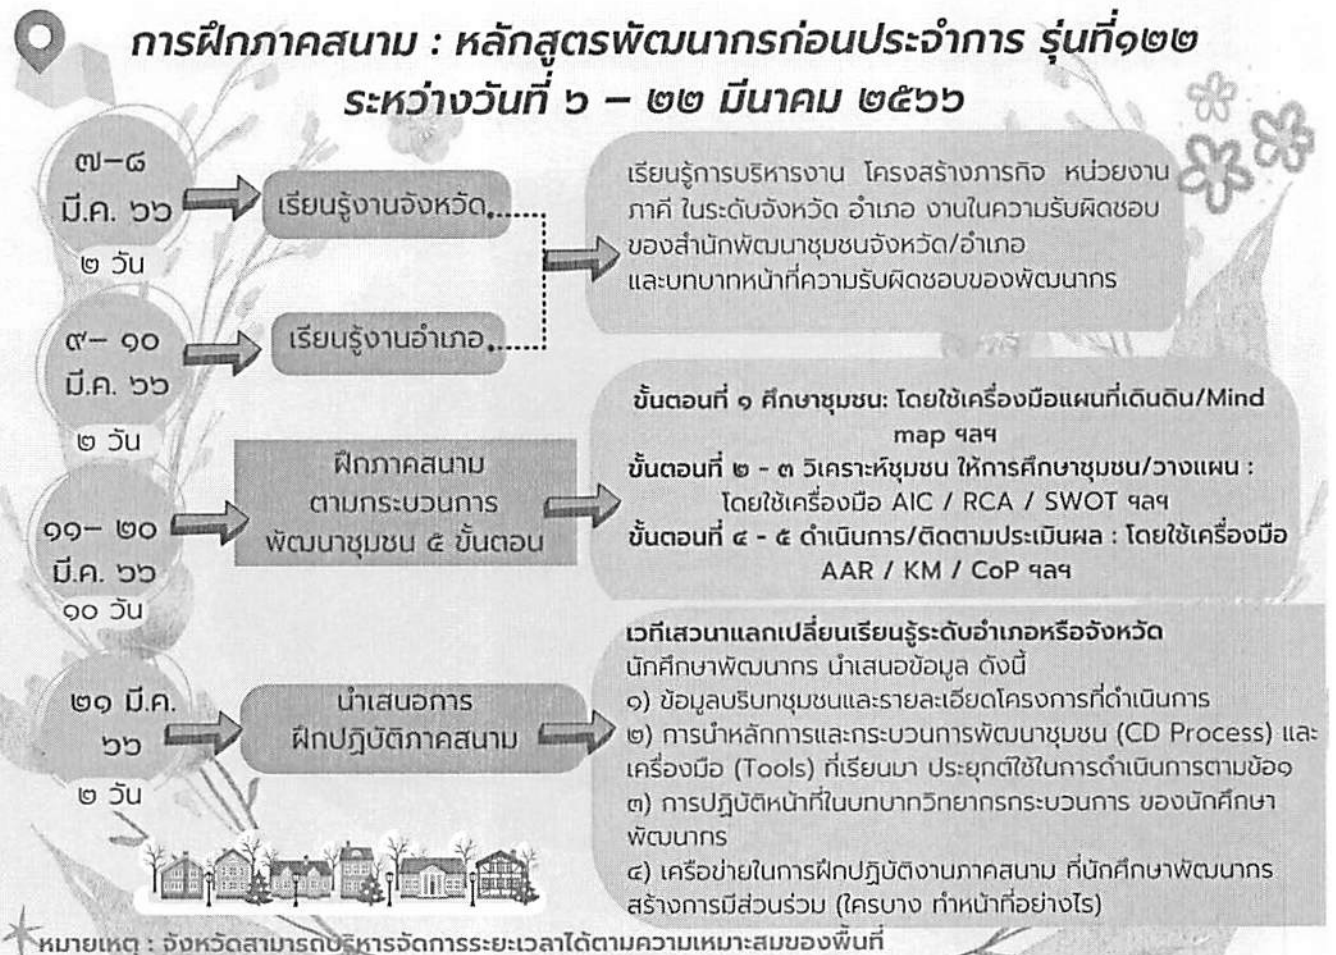 การฝึกภาคสนาม : หลักสูตรพัฒนากรก่อนประจำการ รุ่นที่๑๒๒
ระหว่างวันที่ ๖ – ๒๒ มีนาคม ๒๕๖๖
๗–๘
มี.ค. ๖๖
๒ วัน
เรียนรู้งานจังหวัด
เรียนรู้การบริหารงาน โครงสร้างภารกิจ หน่วยงาน
ภาคี ในระดับจังหวัด อำเภอ งานในความรับผิดชอบ
ของสำนักพัฒนาชุมชนจังหวัด/อำเภอ
และบทบาทหน้าที่ความรับผิดชอบของพัฒนากร
๙– ๑๐
มี.ค. ๖๖
๒ วัน
เรียนรู้งานอำเภอ
๑๑– ๒๐
มี.ค. ๖๖
๑๐ วัน
ฝึกภาคสนาม
ตามกระบวนการ
พัฒนาชุมชน ๕ ขั้นตอน
ขั้นตอนที่ ๑ ศึกษาชุมชน: โดยใช้เครื่องมือแผนที่เดินดิน/Mind
map ฯลฯ
ขั้นตอนที่ ๒ - ๓ วิเคราะห์ชุมชน ให้การศึกษาชุมชน/วางแผน :
โดยใช้เครื่องมือ AIC / RCA / SWOT ฯลฯ
ขั้นตอนที่ ๔ - ๕ ดำเนินการ/ติดตามประเมินผล : โดยใช้เครื่องมือ
AAR / KM / CoP ฯลฯ
๒๑ มี.ค.
๖๖
๒ วัน
นำเสนอการ
ฝึกปฏิบัติภาคสนาม
เวทีเสวนาแลกเปลี่ยนเรียนรู้ระดับอำเภอหรือจังหวัด
นักศึกษาพัฒนากร นำเสนอข้อมูล ดังนี้
๑) ข้อมูลบริบทชุมชนและรายละเอียดโครงการที่ดำเนินการ
๒) การนำหลักการและกระบวนการพัฒนาชุมชน (CD Process) และ
เครื่องมือ (Tools) ที่เรียนมา ประยุกต์ใช้ในการดำเนินการตามข้อ๑
๓) การปฏิบัติหน้าที่ในบทบาทวิทยากรกระบวนการ ของนักศึกษา
พัฒนากร
๔) เครือข่ายในการฝึกปฏิบัติงานภาคสนาม ที่นักศึกษาพัฒนากร
สร้างการมีส่วนร่วม (ใครบาง ทำหน้าที่อย่างไร)
หมายเหตุ : จังหวัดสามารถบริหารจัดการระยะเวลาได้ตามความเหมาะสมของพื้นที่